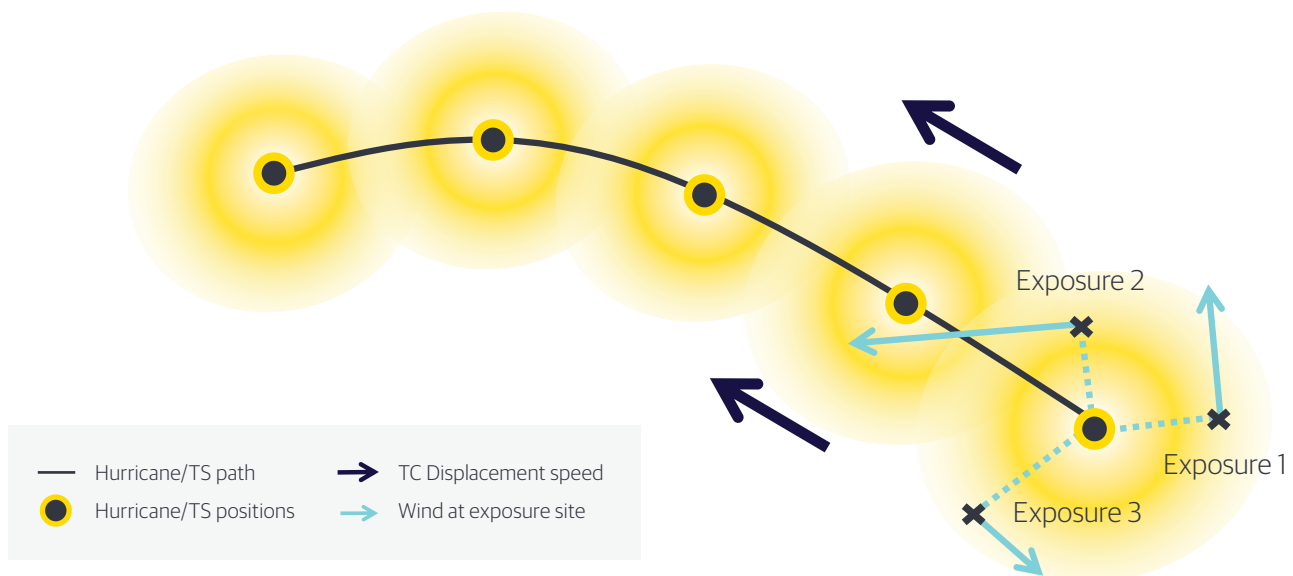 Exposure 2
Exposure 1
Exposure 3
Hurricane/TS path
TC Displacement speed
Hurricane/TS positions
Wind at exposure site